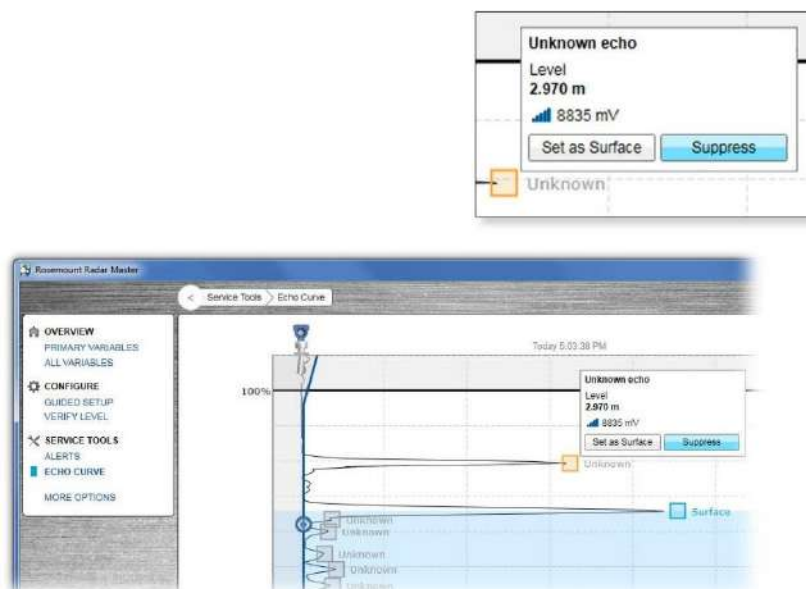 Unknown echo
Level
2.970 m
8835 mV
Set as Surface Suppress
Unknown
Rosemount Radar Master
< Service Tools > Echo Curve
OVERVIEW
PRIMARY VARIABLES
ALL VARIABLES
CONFIGURE
GUIDED SETUP
VERIFY LEVEL
SERVICE TOOLS
ALERTS
ECHO CURVE
MORE OPTIONS
Today 5:03:38 PM
100%
Unknown echo
Level
2.970 m
8835 mV
Set as Surface Suppress
Unknown
Surface
Unknown
Unknown
Unknown
Unknown
Unknown